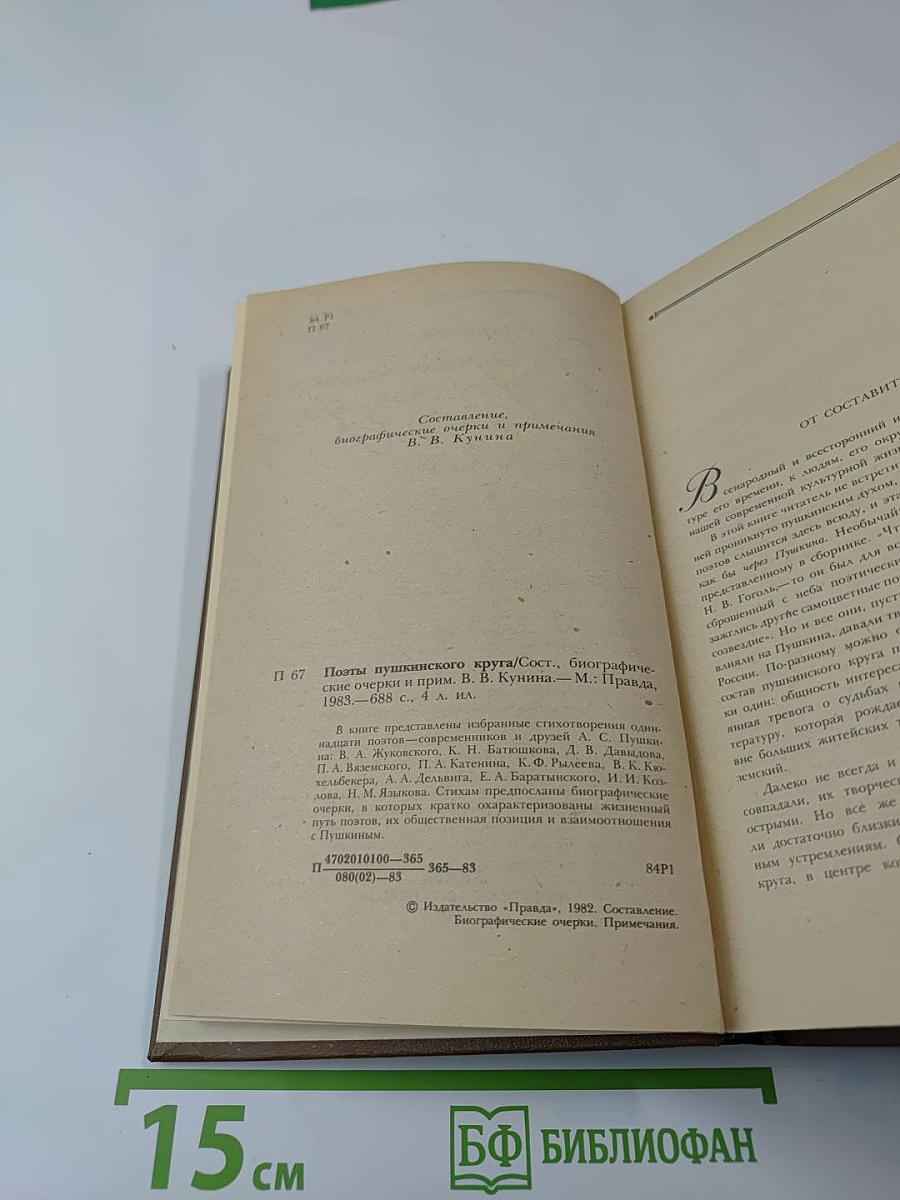 84 Р1
П 67
Составление,
биографические очерки и примечания
В. В. Кунина
П 67 Поэты пушкинского круга/Сост., биографиче-
ские очерки и прим. В. В. Кунина.— М.: Правда,
1983.—688 с., 4 л. ил.
В книге представлены избранные стихотворения один-
надцати поэтов—современников и друзей А. С. Пушки-
на: В. А. Жуковского, К. Н. Батюшкова, Д. В. Давыдова,
П. А. Вяземского, П. А. Катенина, К. Ф. Рылеева, В. К. Кю-
хельбекера, А. А. Дельвига, Е. А. Баратынского, И. И. Коз-
лова, Н. М. Языкова. Стихам предпосланы биографические
очерки, в которых кратко охарактеризованы жизненный
путь поэтов, их общественная позиция и взаимоотношения
с Пушкиным.
П 4702010100—365
080(02)—83 365—83 84Р1
© Издательство «Правда», 1982. Составление.
Биографические очерки. Примечания.
ОТ СОСТАВИТ
Всенародный и всесторонний и
туре его времени, к людям, его окру
нашей современной культурной жиз
В этой книге читатель не встрети
ней проникнуто пушкинским духом,
поэтов слышится здесь всюду, и эта
как бы через Пушкина. Необычай
представленному в сборнике. «Чт
Н. В. Гоголь,—то он был для вс
сброшенный с неба поэтически
зажглись другие самоцветные по
созвездие». Но и все они, пуст
влияли на Пушкина, давали тв
России. По-разному можно о
состав пушкинского круга п
ки один: общность интереса
янная тревога о судьбах
тературу, которая рождае
вне больших житейских т
земский.
Далеко не всегда и
совпадали, их творчес
острыми. Но все же
ли достаточно близки
ным устремлениям.
круга, в центре ко
15 см
БФ БИБЛИОФАН